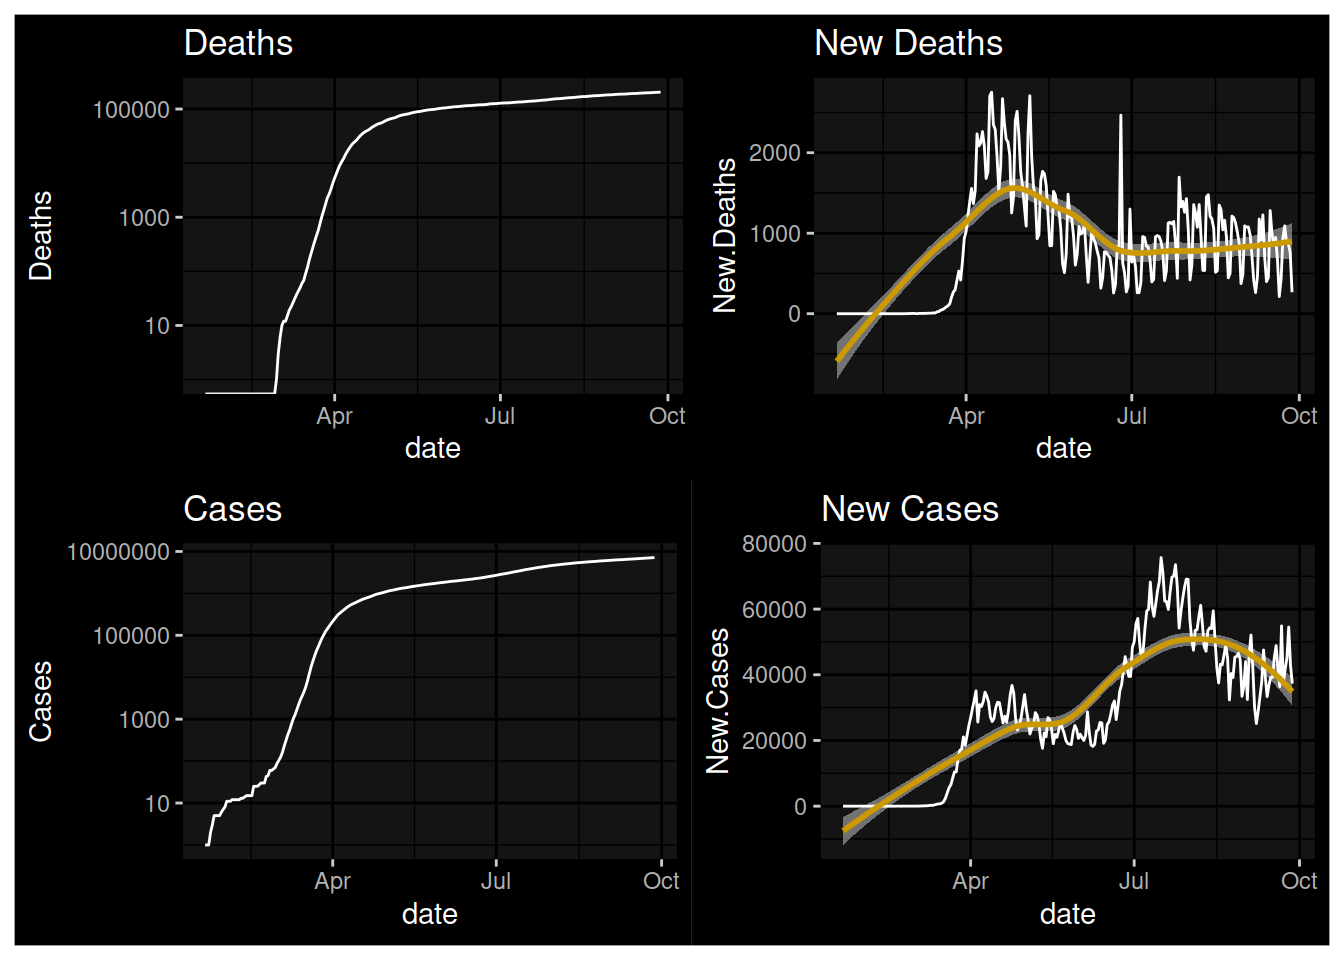 Deaths
100000
1000
10
Deaths
Apr Jul Oct
date
New Deaths
2000
1000
0
New.Deaths
Apr Jul Oct
date
Cases
10000000
100000
1000
10
Cases
Apr Jul Oct
date
New Cases
80000
60000
40000
20000
0
New.Cases
Apr Jul Oct
date